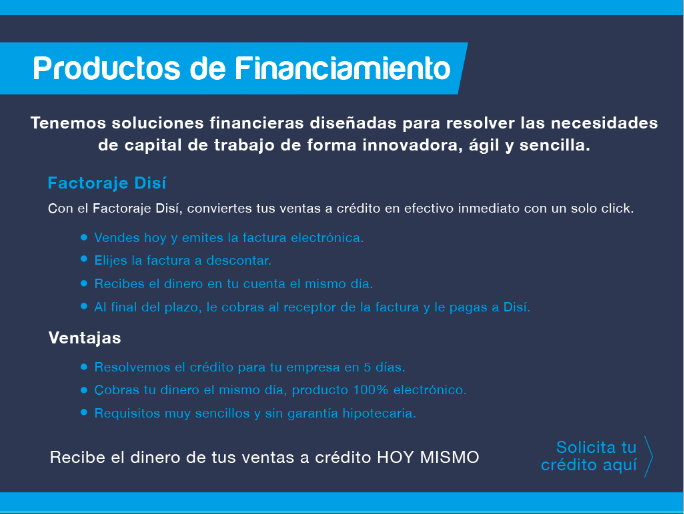 Productos de Financiamiento
Tenemos soluciones financieras diseñadas para resolver las necesidades
de capital de trabajo de forma innovadora, ágil y sencilla.
Factoraje Disí
Con el Factoraje Disí, conviertes tus ventas a crédito en efectivo inmediato con un solo click.
● Vendes hoy y emites la factura electrónica.
● Elijes la factura a descontar.
● Recibes el dinero en tu cuenta el mismo día.
● Al final del plazo, le cobras al receptor de la factura y le pagas a Disí.
Ventajas
● Resolvemos el crédito para tu empresa en 5 días.
● Cobras tu dinero el mismo día, producto 100% electrónico.
● Requisitos muy sencillos y sin garantía hipotecaria.
Recibe el dinero de tus ventas a crédito HOY MISMO
Solicita tu
crédito aquí